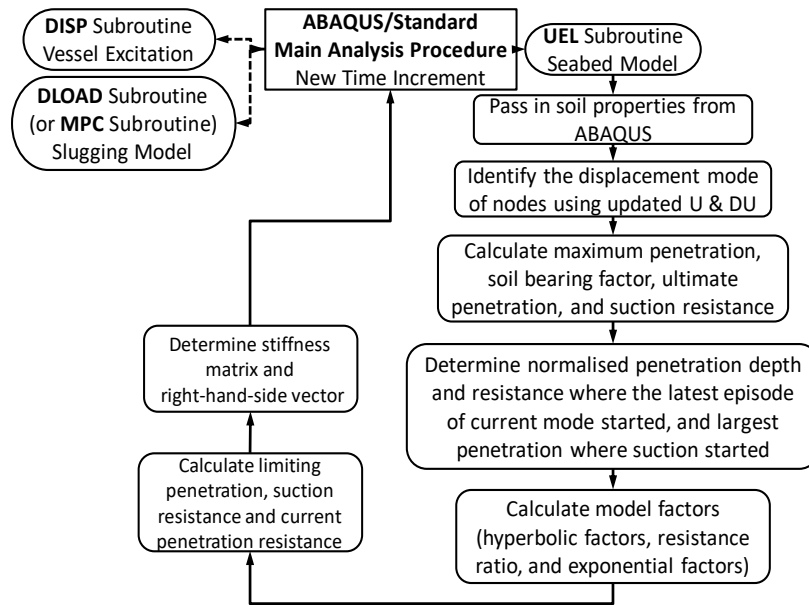 DISP Subroutine
Vessel Excitation
DLOAD Subroutine
(or MPC Subroutine)
Slugging Model
ABAQUS/Standard
Main Analysis Procedure
New Time Increment
UEL Subroutine
Seabed Model
Pass in soil properties from
ABAQUS
Identify the displacement mode
of nodes using updated U & DU
Calculate maximum penetration,
soil bearing factor, ultimate
penetration, and suction resistance
Determine normalised penetration depth
and resistance where the latest episode
of current mode started, and largest
penetration where suction started
Calculate model factors
(hyperbolic factors, resistance
ratio, and exponential factors)
Calculate limiting
penetration, suction
resistance and current
penetration resistance
Determine stiffness
matrix and
right-hand-side vector